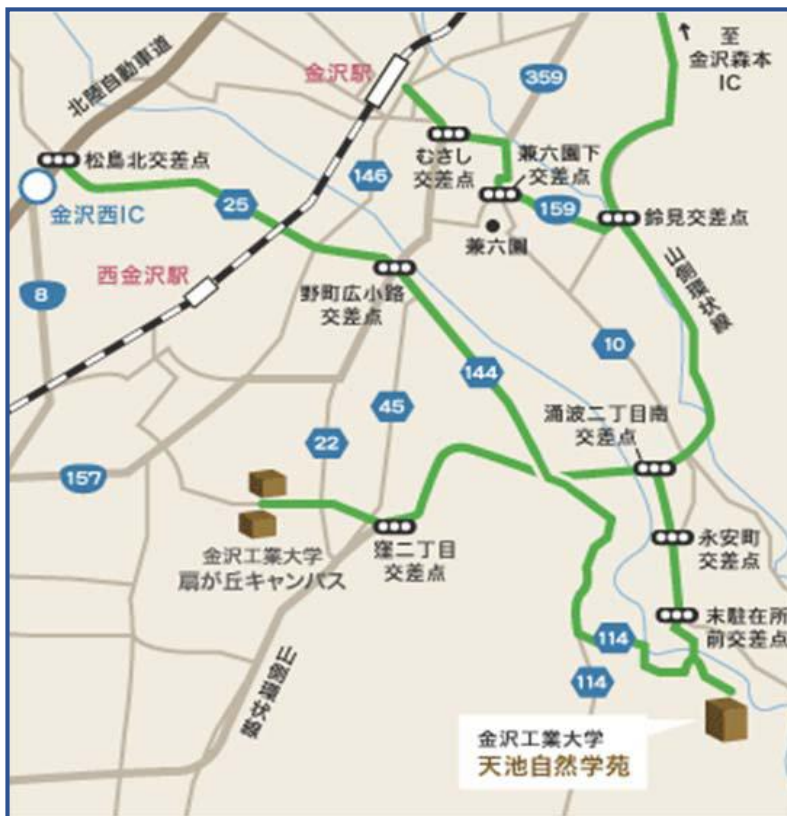 至
金沢森本
IC
北陸自動車道
金沢駅
359
松島北交差点
むさし
交差点
兼六園下
交差点
146
金沢西IC
25
159
鈴見交差点
兼六園
西金沢駅
野町広小路
交差点
山側環状線
8
10
144
45
涌波二丁目南
交差点
22
157
窪二丁目
交差点
永安町
交差点
金沢工業大学
扇が丘キャンパス
末駐在所
前交差点
114
114
山側環状線
金沢工業大学
天池自然学苑